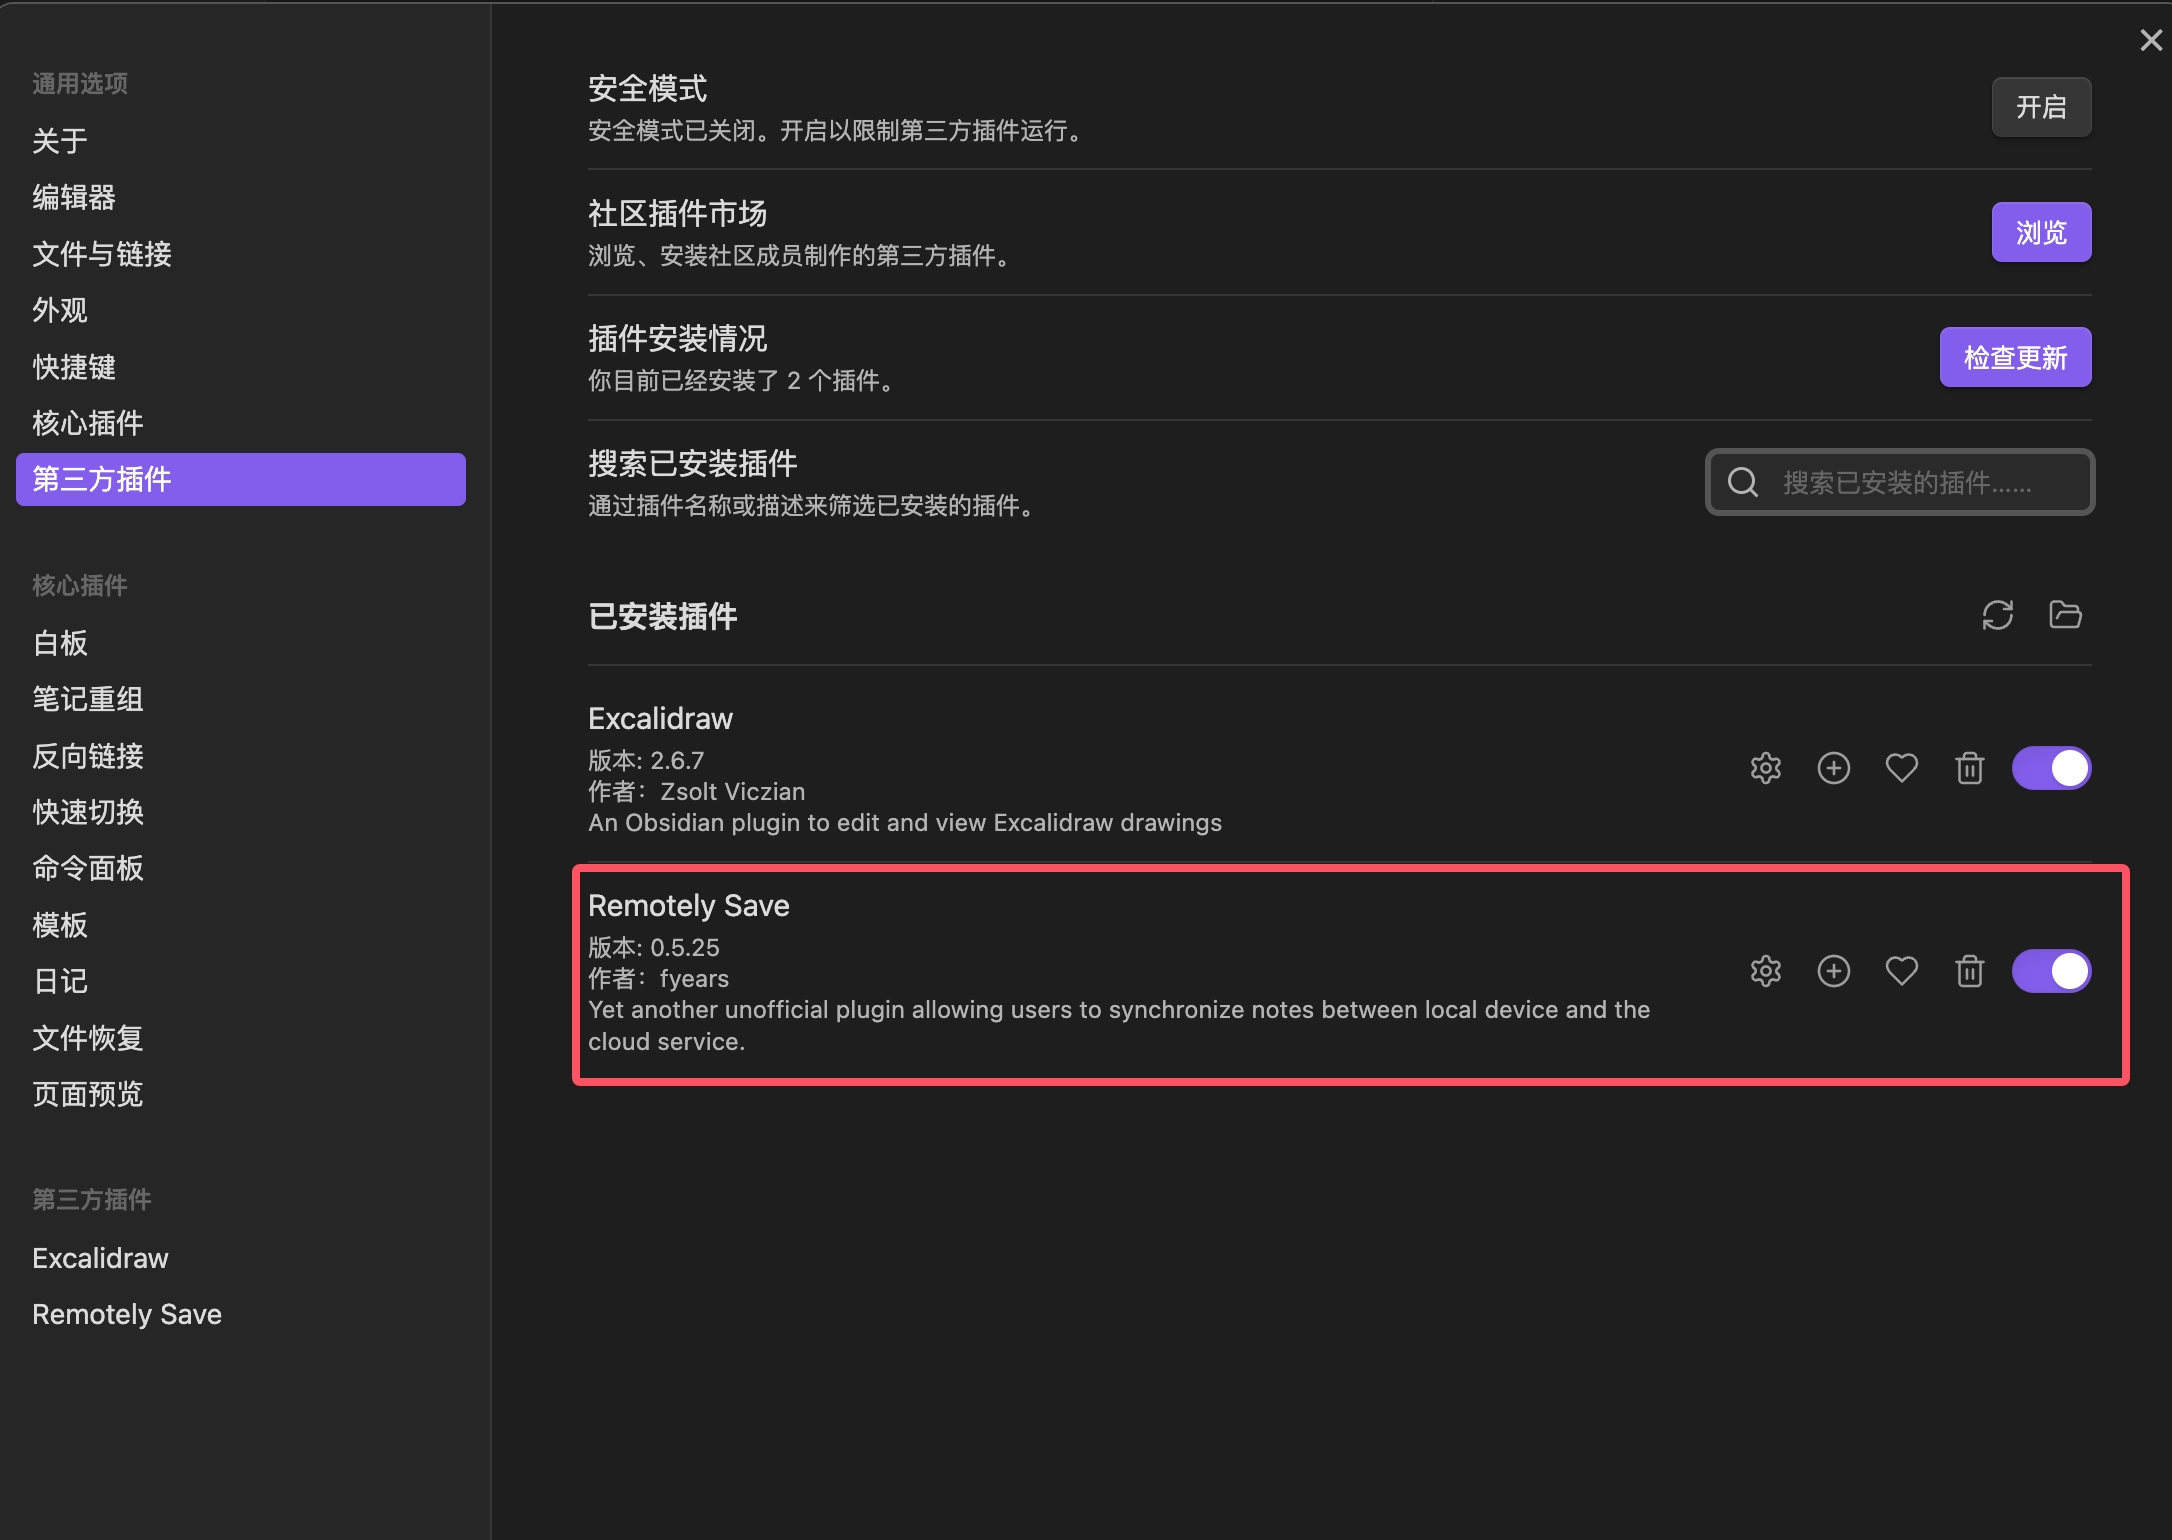 通用选项
关于
编辑器
文件与链接
外观
快捷键
核心插件
第三方插件
核心插件
白板
笔记重组
反向链接
快速切换
命令面板
模板
日记
文件恢复
页面预览
第三方插件
Excalidraw
Remotely Save
安全模式
安全模式已关闭。开启以限制第三方插件运行。
开启
社区插件市场
浏览、安装社区成员制作的第三方插件。
浏览
插件安装情况
你目前已经安装了 2 个插件。
检查更新
搜索已安装插件
通过插件名称或描述来筛选已安装的插件。
搜索已安装的插件……
已安装插件
Excalidraw
版本: 2.6.7
作者： Zsolt Viczian
An Obsidian plugin to edit and view Excalidraw drawings
Remotely Save
版本: 0.5.25
作者： fyears
Yet another unofficial plugin allowing users to synchronize notes between local device and the
cloud service.